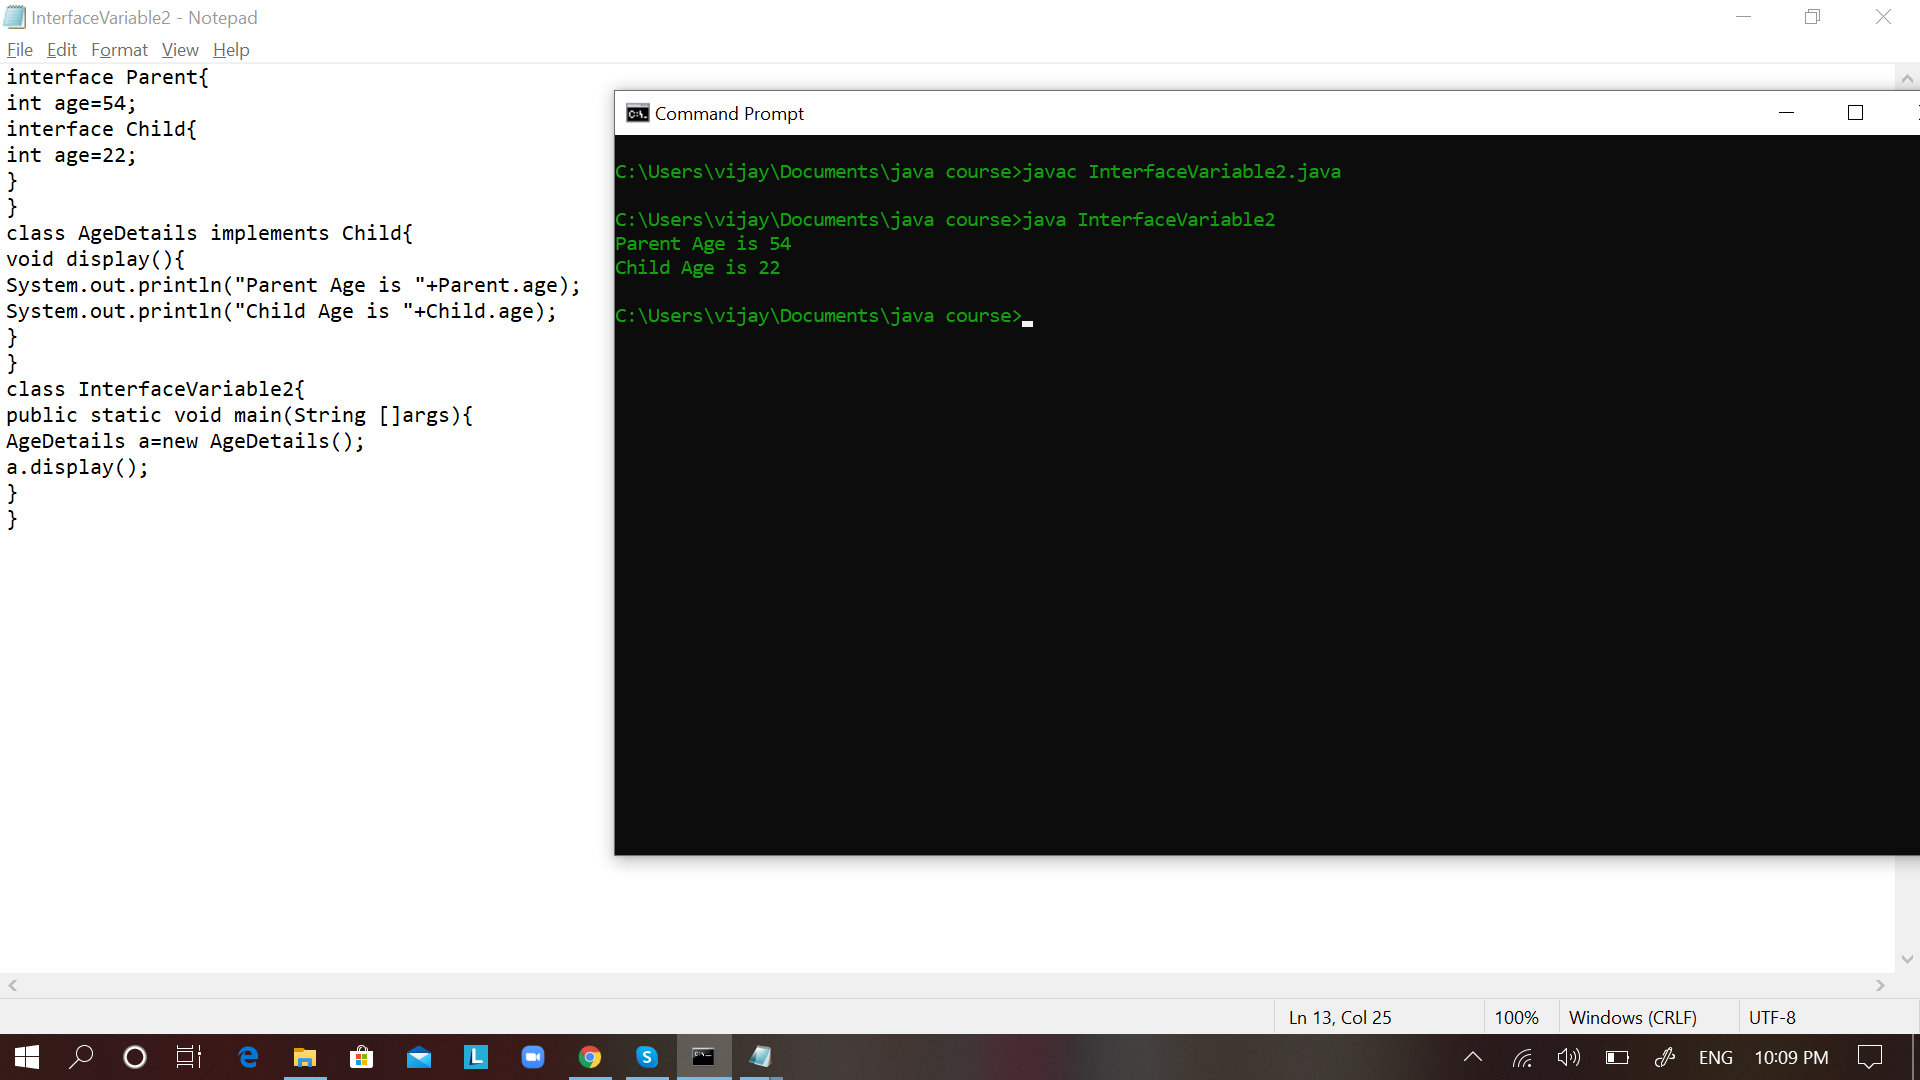 InterfaceVariable2 - Notepad
File Edit Format View Help
interface Parent{
int age=54;
interface Child{
int age=22;
}
}
class AgeDetails implements Child{
void display(){
System.out.println("Parent Age is "+Parent.age);
System.out.println("Child Age is "+Child.age);
}
}
class InterfaceVariable2{
public static void main(String []args){
AgeDetails a=new AgeDetails();
a.display();
}
}
Command Prompt
C:\Users\vijay\Documents\java course>javac InterfaceVariable2.java
C:\Users\vijay\Documents\java course>java InterfaceVariable2
Parent Age is 54
Child Age is 22
C:\Users\vijay\Documents\java course>
Ln 13, Col 25
100%
Windows (CRLF)
UTF-8
ENG
10:09 PM